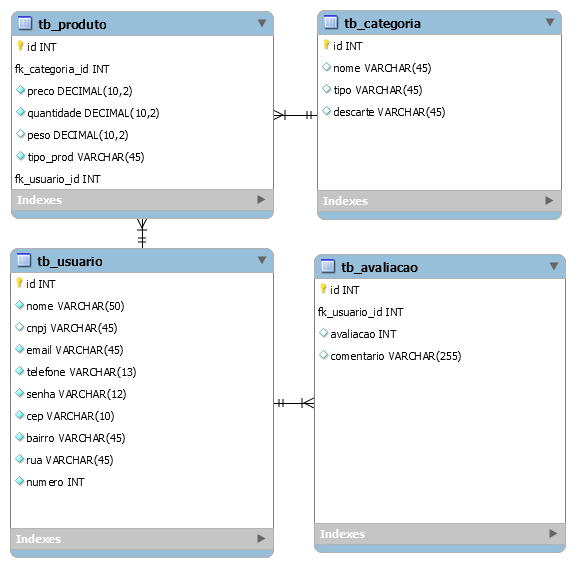 tb_produto
id INT
fk_categoria_id INT
preco DECIMAL(10,2)
quantidade DECIMAL(10,2)
peso DECIMAL(10,2)
tipo_prod VARCHAR(45)
fk_usuario_id INT
Indexes
tb_categoria
id INT
nome VARCHAR(45)
tipo VARCHAR(45)
descarte VARCHAR(45)
Indexes
tb_usuario
id INT
nome VARCHAR(50)
cnpj VARCHAR(45)
email VARCHAR(45)
telefone VARCHAR(13)
senha VARCHAR(12)
cep VARCHAR(10)
bairro VARCHAR(45)
rua VARCHAR(45)
numero INT
Indexes
tb_avaliacao
id INT
fk_usuario_id INT
avaliacao INT
comentario VARCHAR(255)
Indexes